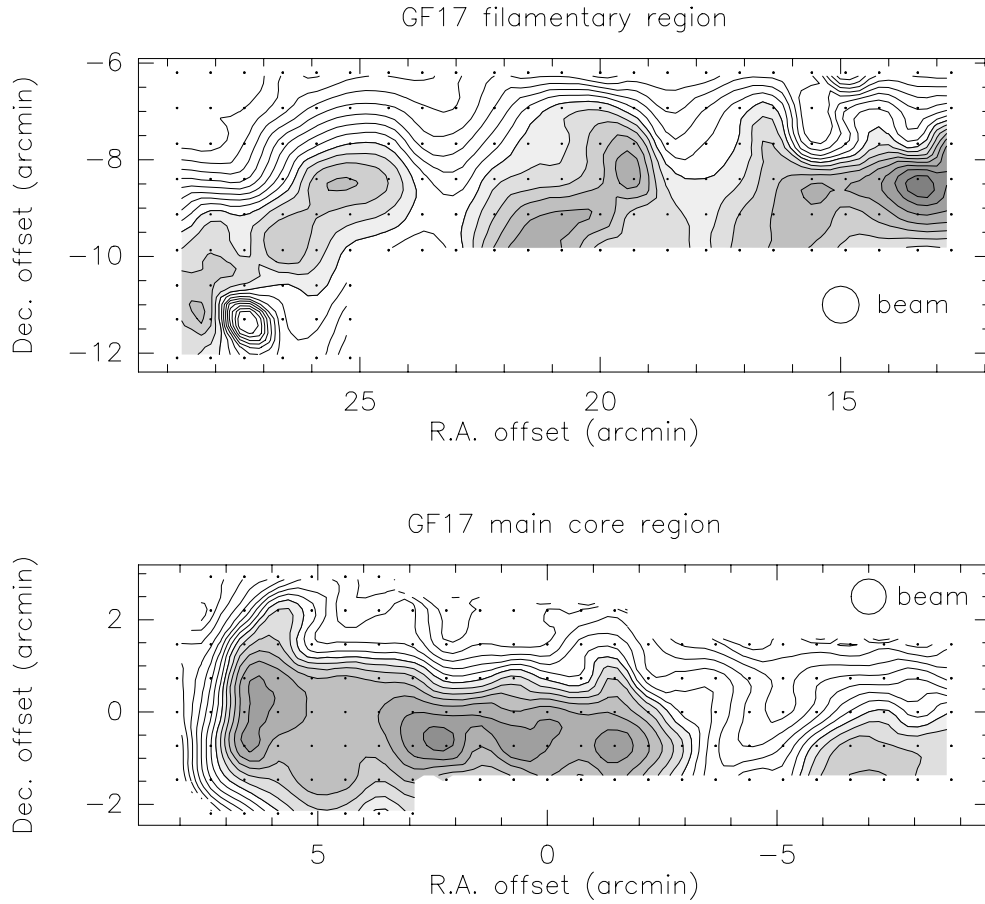 GF17 filamentary region
−6
−8
−10
−12
Dec. offset (arcmin)
beam
25 20 15
R.A. offset (arcmin)
GF17 main core region
2
0
−2
Dec. offset (arcmin)
beam
5 0 −5
R.A. offset (arcmin)